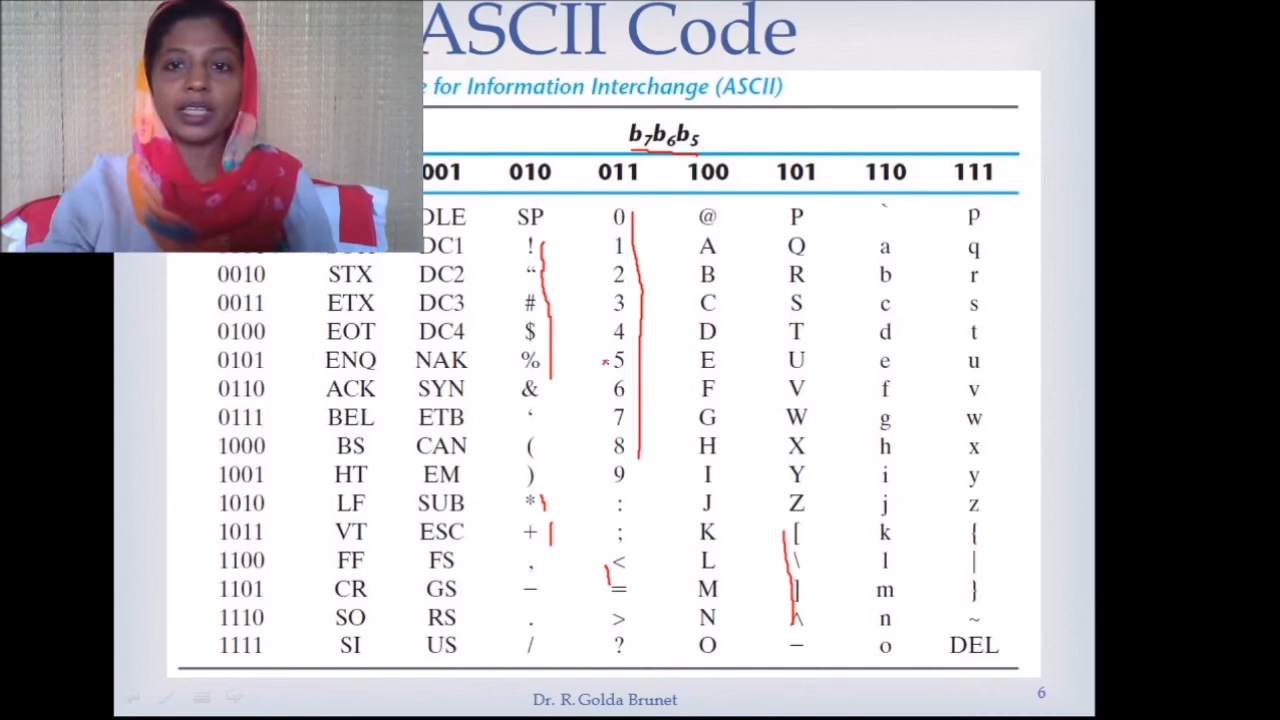 ASCII Code
e for Information Interchange (ASCII)
b7b6b5
001 010 011 100 101 110 111
DLE SP 0 @ P ` p
DC1 ! 1 A Q a q
0010 STX DC2 “ 2 B R b r
0011 ETX DC3 # 3 C S c s
0100 EOT DC4 $ 4 D T d t
0101 ENQ NAK % 5 E U e u
0110 ACK SYN & 6 F V f v
0111 BEL ETB ‘ 7 G W g w
1000 BS CAN ( 8 H X h x
1001 HT EM ) 9 I Y i y
1010 LF SUB * : J Z j z
1011 VT ESC + ; K [ k {
1100 FF FS , < L \ l |
1101 CR GS − = M ] m }
1110 SO RS . > N ^ n ~
1111 SI US / ? O − o DEL
Dr. R. Golda Brunet
6